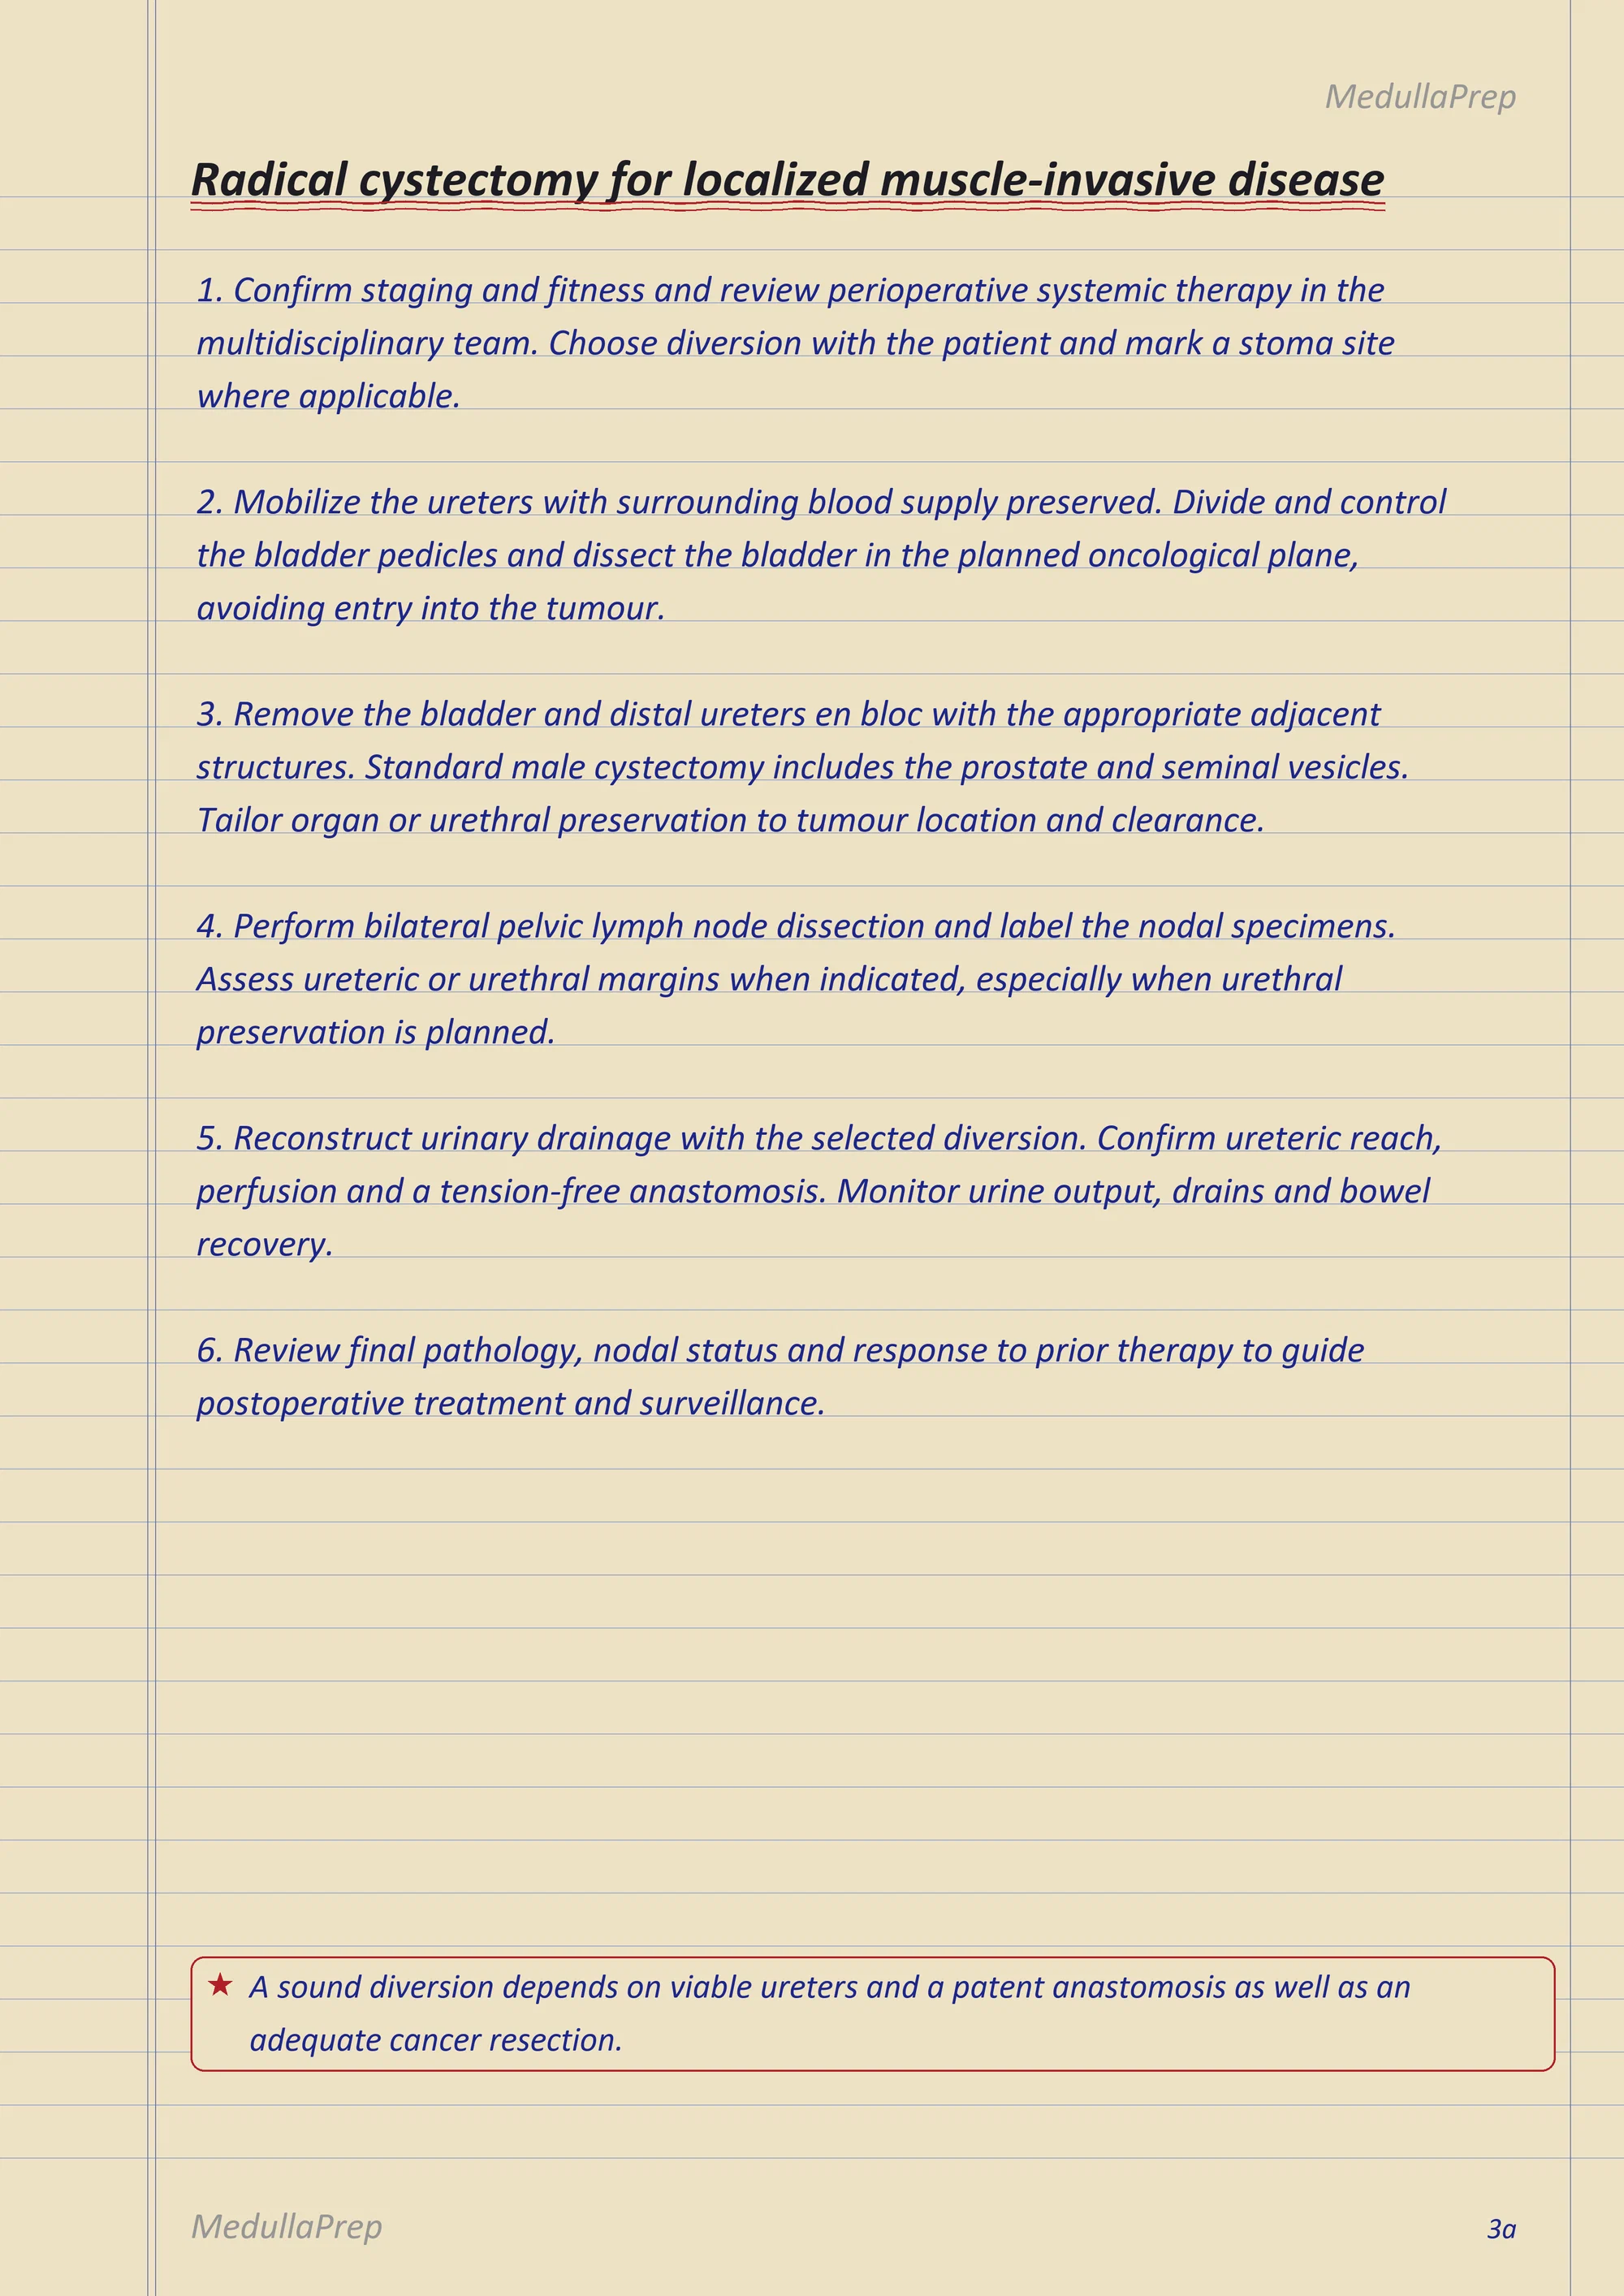 MedullaPrep
Radical cystectomy for localized muscle-invasive disease
1. Confirm staging and fitness and review perioperative systemic therapy in the
multidisciplinary team. Choose diversion with the patient and mark a stoma site
where applicable.
2. Mobilize the ureters with surrounding blood supply preserved. Divide and control
the bladder pedicles and dissect the bladder in the planned oncological plane,
avoiding entry into the tumour.
3. Remove the bladder and distal ureters en bloc with the appropriate adjacent
structures. Standard male cystectomy includes the prostate and seminal vesicles.
Tailor organ or urethral preservation to tumour location and clearance.
4. Perform bilateral pelvic lymph node dissection and label the nodal specimens.
Assess ureteric or urethral margins when indicated, especially when urethral
preservation is planned.
5. Reconstruct urinary drainage with the selected diversion. Confirm ureteric reach,
perfusion and a tension-free anastomosis. Monitor urine output, drains and bowel
recovery.
6. Review final pathology, nodal status and response to prior therapy to guide
postoperative treatment and surveillance.
★ A sound diversion depends on viable ureters and a patent anastomosis as well as an
adequate cancer resection.
MedullaPrep
3a